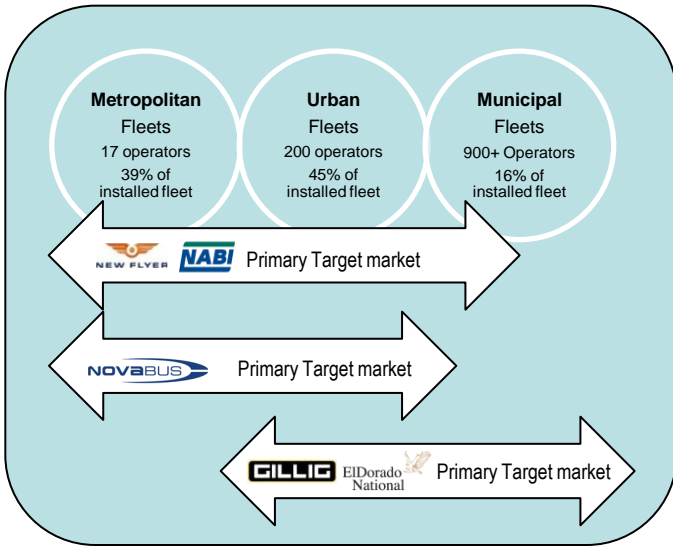 Metropolitan
Fleets
17 operators
39% of
installed fleet
Urban
Fleets
200 operators
45% of
installed fleet
Municipal
Fleets
900+ Operators
16% of
installed fleet
NEW FLYER NABI Primary Target market
NOVABUS Primary Target market
GILLIG ElDorado National Primary Target market